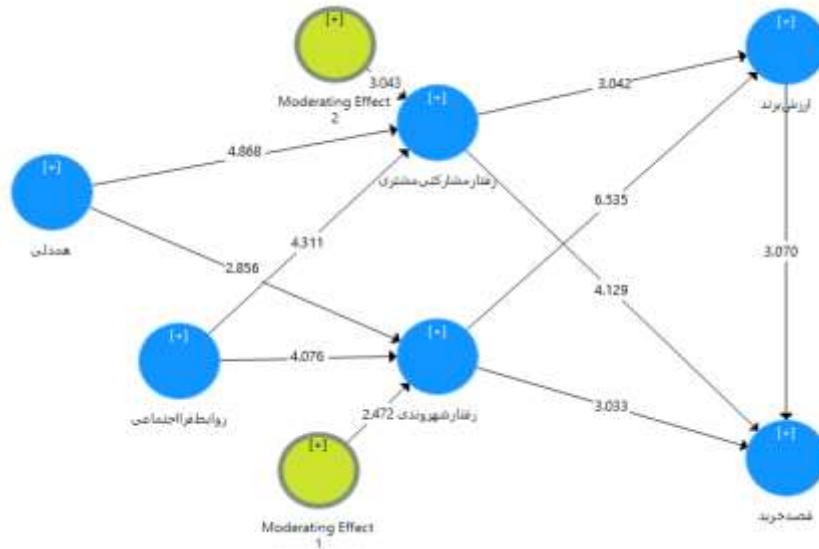 [+]
3.043
Moderating Effect
2
[+]
رفتار مشارکتی مشتری
[+]
ارزش برند
3.042
[+]
همدلی
4.868
4.311
2.856
6.535
4.129
3.070
[+]
روابط فرااجتماعی
4.076
[+]
رفتار شهروندی
2.472
3.033
[+]
Moderating Effect
1
[+]
قصد خرید